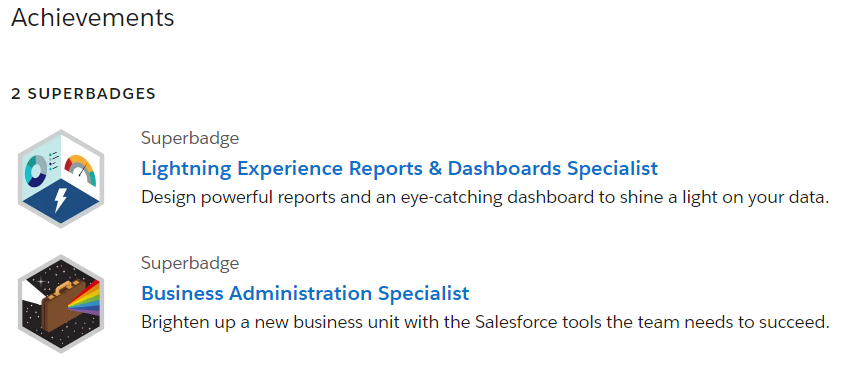 Achievements
2 SUPERBADGES
Superbadge
Lightning Experience Reports & Dashboards Specialist
Design powerful reports and an eye-catching dashboard to shine a light on your data.
Superbadge
Business Administration Specialist
Brighten up a new business unit with the Salesforce tools the team needs to succeed.